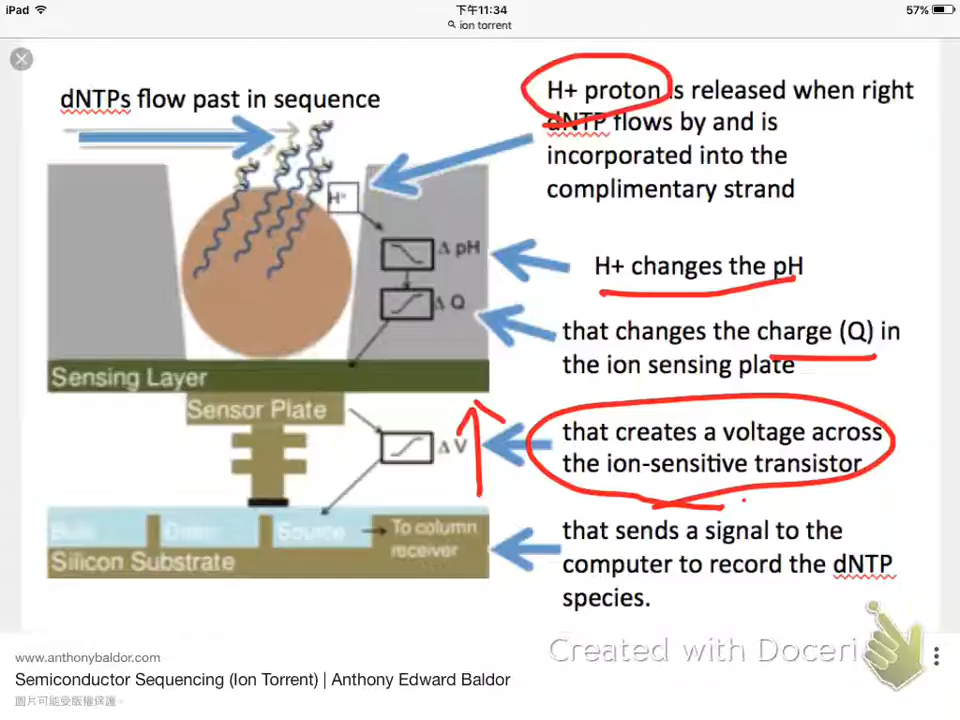 iPad
下午11:34
57%
ion torrent
dNTPs flow past in sequence
H+ proton is released when right
dNTP flows by and is
incorporated into the
complimentary strand
H+
Δ pH
H+ changes the pH
Δ Q
that changes the charge (Q) in
the ion sensing plate
Sensing Layer
Sensor Plate
Δ V
that creates a voltage across
the ion-sensitive transistor
Bulk
Drain
Source
To column
receiver
Silicon Substrate
that sends a signal to the
computer to record the dNTP
species.
Created with Doceri
www.anthonybaldor.com
Semiconductor Sequencing (Ion Torrent) | Anthony Edward Baldor
圖片可能受版權保護。